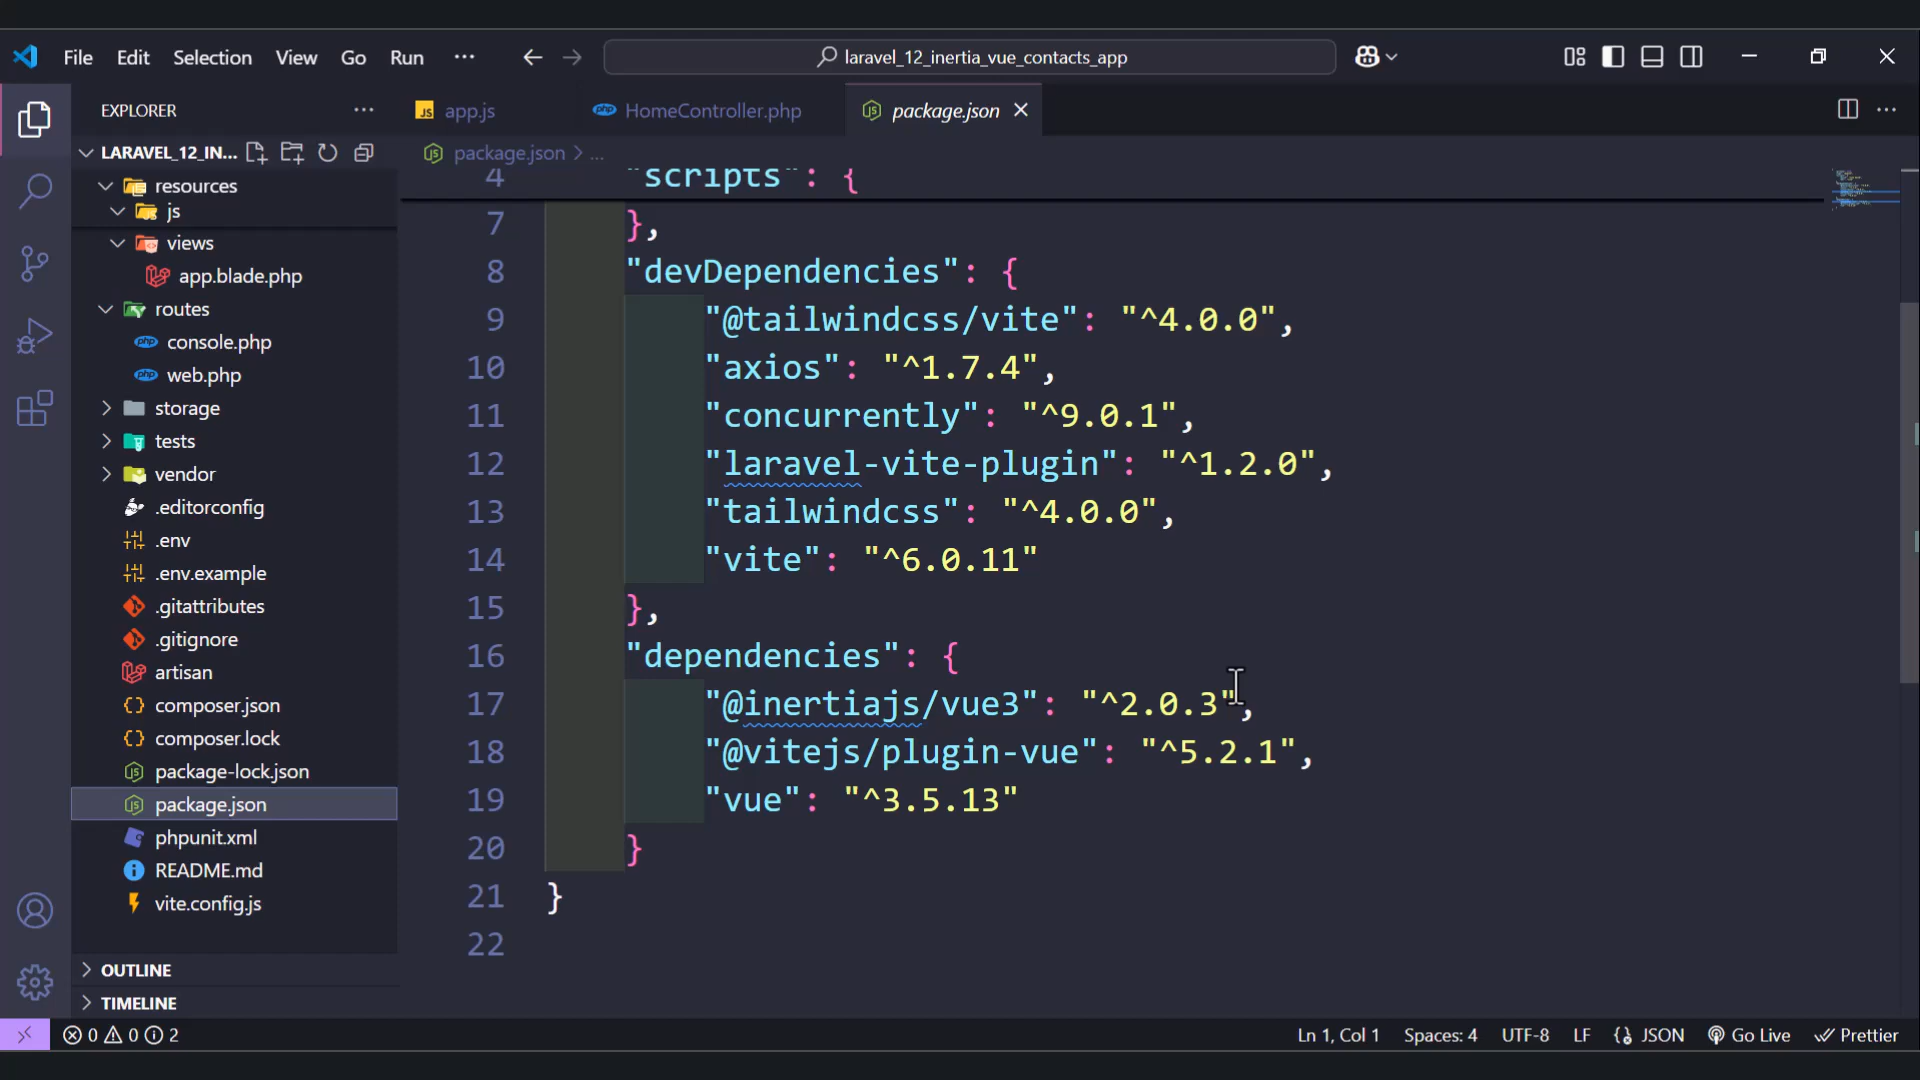 File Edit Selection View Go Run ··· laravel_12_inertia_vue_contacts_app
EXPLORER ···
LARAVEL_12_IN...
resources
js
views
app.blade.php
routes
console.php
web.php
storage
tests
vendor
.editorconfig
.env
.env.example
.gitattributes
.gitignore
artisan
composer.json
composer.lock
package-lock.json
package.json
phpunit.xml
README.md
vite.config.js
OUTLINE
TIMELINE
JS app.js php HomeController.php package.json
package.json > ...
4 "scripts": {
7 },
8 "devDependencies": {
9 "@tailwindcss/vite": "^4.0.0",
10 "axios": "^1.7.4",
11 "concurrently": "^9.0.1",
12 "laravel-vite-plugin": "^1.2.0",
13 "tailwindcss": "^4.0.0",
14 "vite": "^6.0.11"
15 },
16 "dependencies": {
17 "@inertiajs/vue3": "^2.0.3",
18 "@vitejs/plugin-vue": "^5.2.1",
19 "vue": "^3.5.13"
20 }
21 }
22
0 0 2 Ln 1, Col 1 Spaces: 4 UTF-8 LF JSON Go Live Prettier